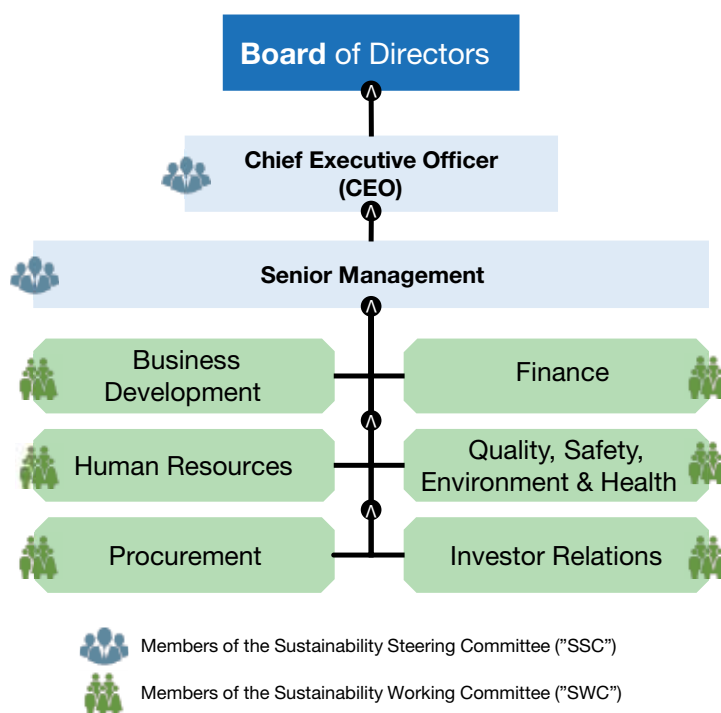 Board of Directors
Chief Executive Officer
(CEO)
Senior Management
Business
Development
Finance
Human Resources
Quality, Safety,
Environment & Health
Procurement
Investor Relations
Members of the Sustainability Steering Committee (”SSC”)
Members of the Sustainability Working Committee (”SWC”)